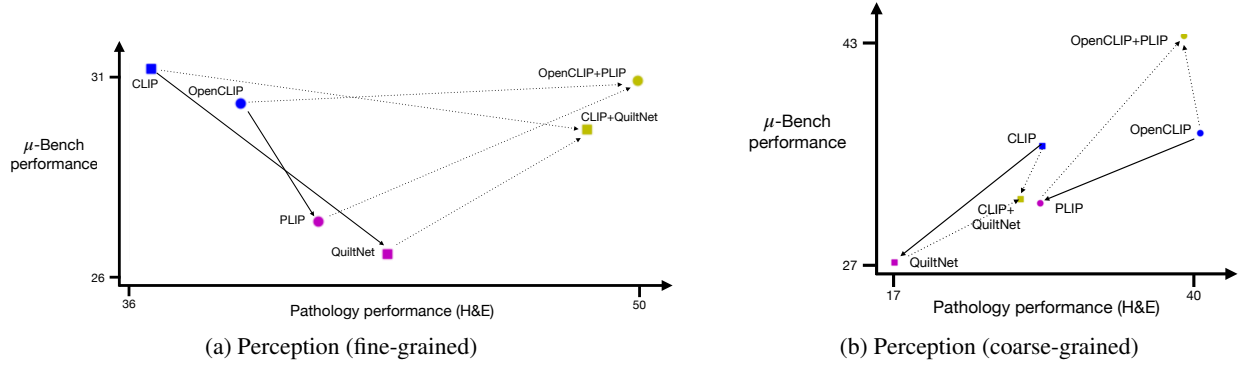 31
CLIP
OpenCLIP
OpenCLIP+PLIP
CLIP+QuiltNet
μ-Bench
performance
PLIP
QuiltNet
26
36
50
Pathology performance (H&E)
(a) Perception (fine-grained)
43
OpenCLIP+PLIP
μ-Bench
performance
CLIP
OpenCLIP
CLIP+
QuiltNet
PLIP
27
QuiltNet
17
40
Pathology performance (H&E)
(b) Perception (coarse-grained)